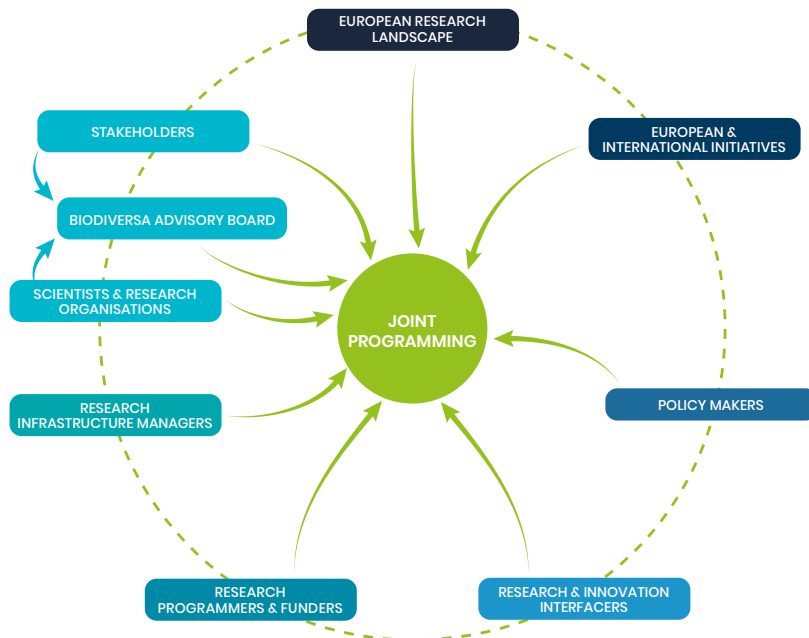 EUROPEAN RESEARCH
LANDSCAPE
STAKEHOLDERS
EUROPEAN &
INTERNATIONAL INITIATIVES
BIODIVERSA ADVISORY BOARD
SCIENTISTS & RESEARCH
ORGANISATIONS
JOINT
PROGRAMMING
RESEARCH
INFRASTRUCTURE MANAGERS
POLICY MAKERS
RESEARCH
PROGRAMMERS & FUNDERS
RESEARCH & INNOVATION
INTERFACERS